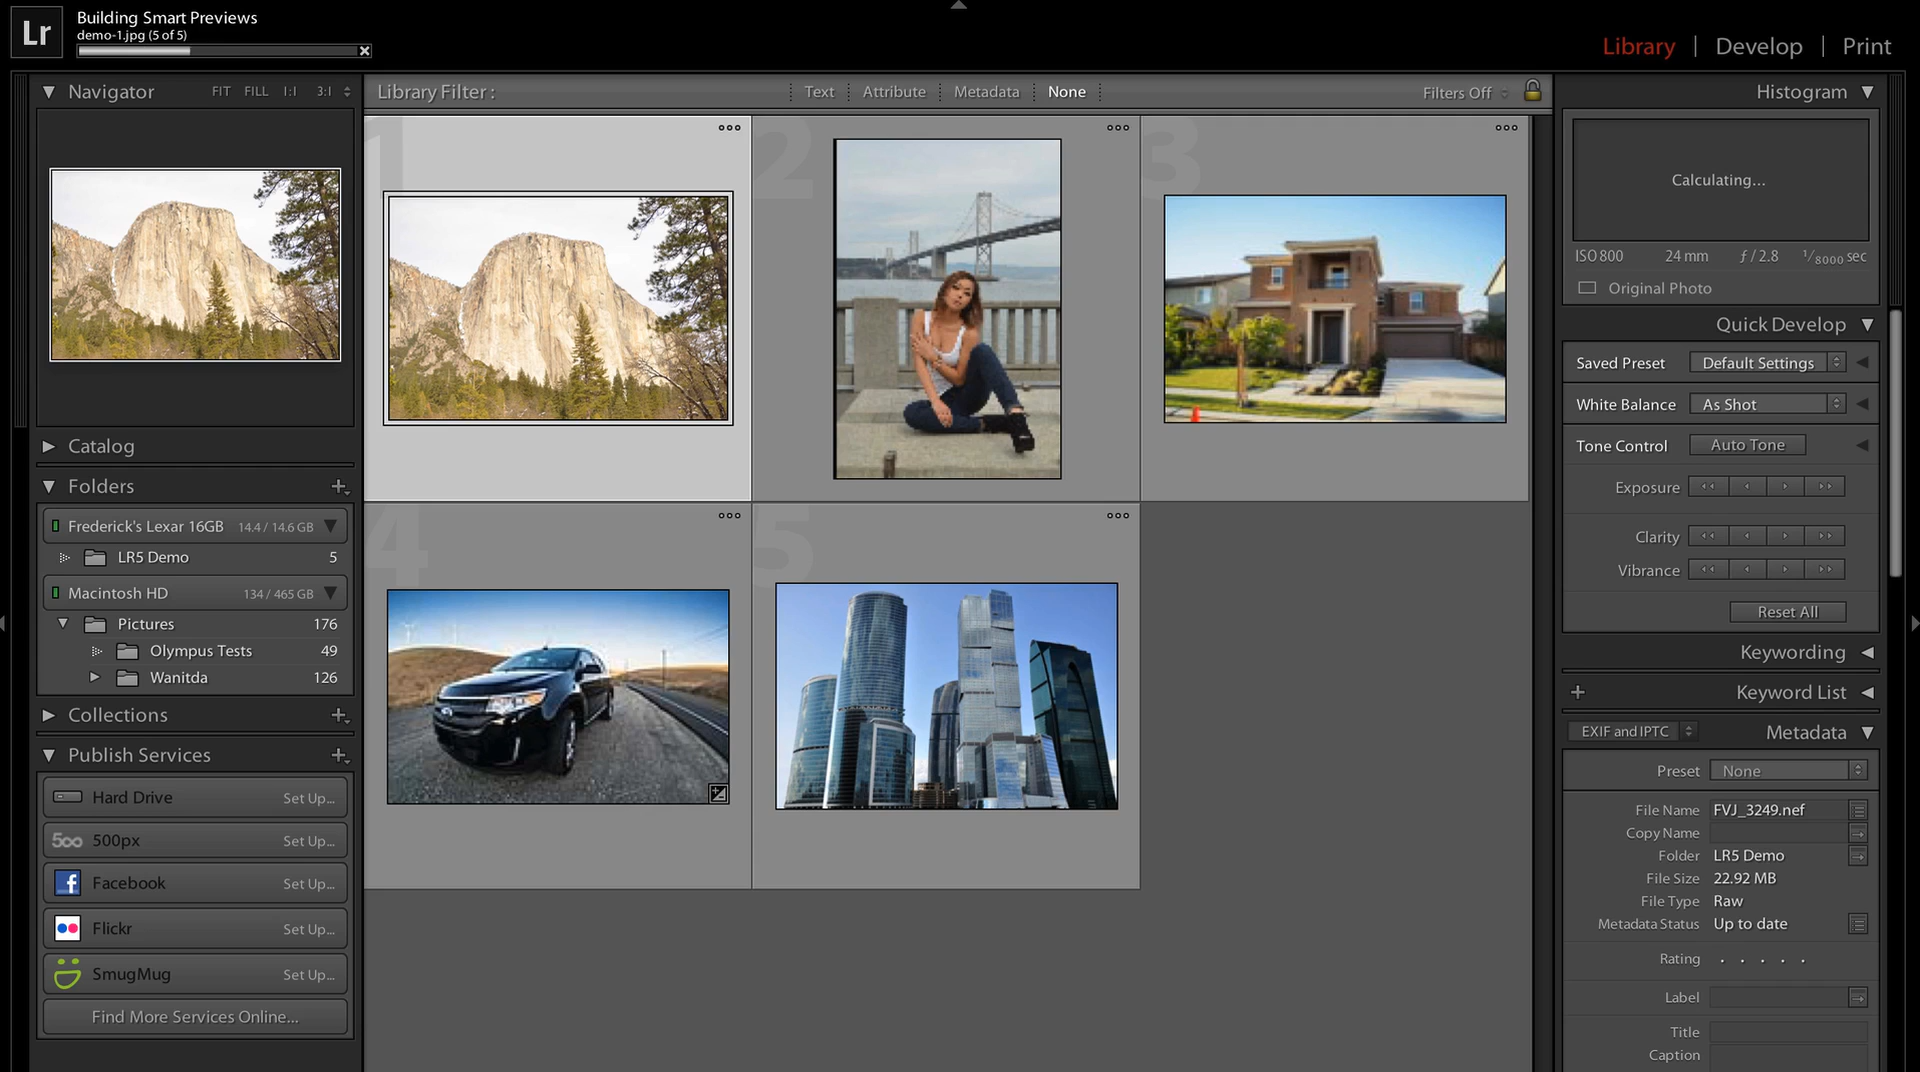 Lr
Building Smart Previews
demo-1.jpg (5 of 5)
Library | Develop | Print
Navigator FIT FILL 1:1 3:1
Library Filter : Text Attribute Metadata None Filters Off
Histogram
1
2
3
Calculating...
ISO 800 24 mm ƒ / 2.8 1/8000 sec
Original Photo
Quick Develop
Saved Preset Default Settings
White Balance As Shot
Tone Control Auto Tone
Exposure
Clarity
Vibrance
Reset All
Catalog
Folders
Frederick's Lexar 16GB 14.4 / 14.6 GB
LR5 Demo 5
Macintosh HD 134 / 465 GB
Pictures 176
Olympus Tests 49
Wanitda 126
Collections
Publish Services
Hard Drive Set Up...
500 500px Set Up...
f Facebook Set Up...
Flickr Set Up...
SmugMug Set Up...
Find More Services Online...
4
5
Keywording
Keyword List
EXIF and IPTC Metadata
Preset None
File Name FVJ_3249.nef
Copy Name
Folder LR5 Demo
File Size 22.92 MB
File Type Raw
Metadata Status Up to date
Rating . . . . .
Label
Title
Caption